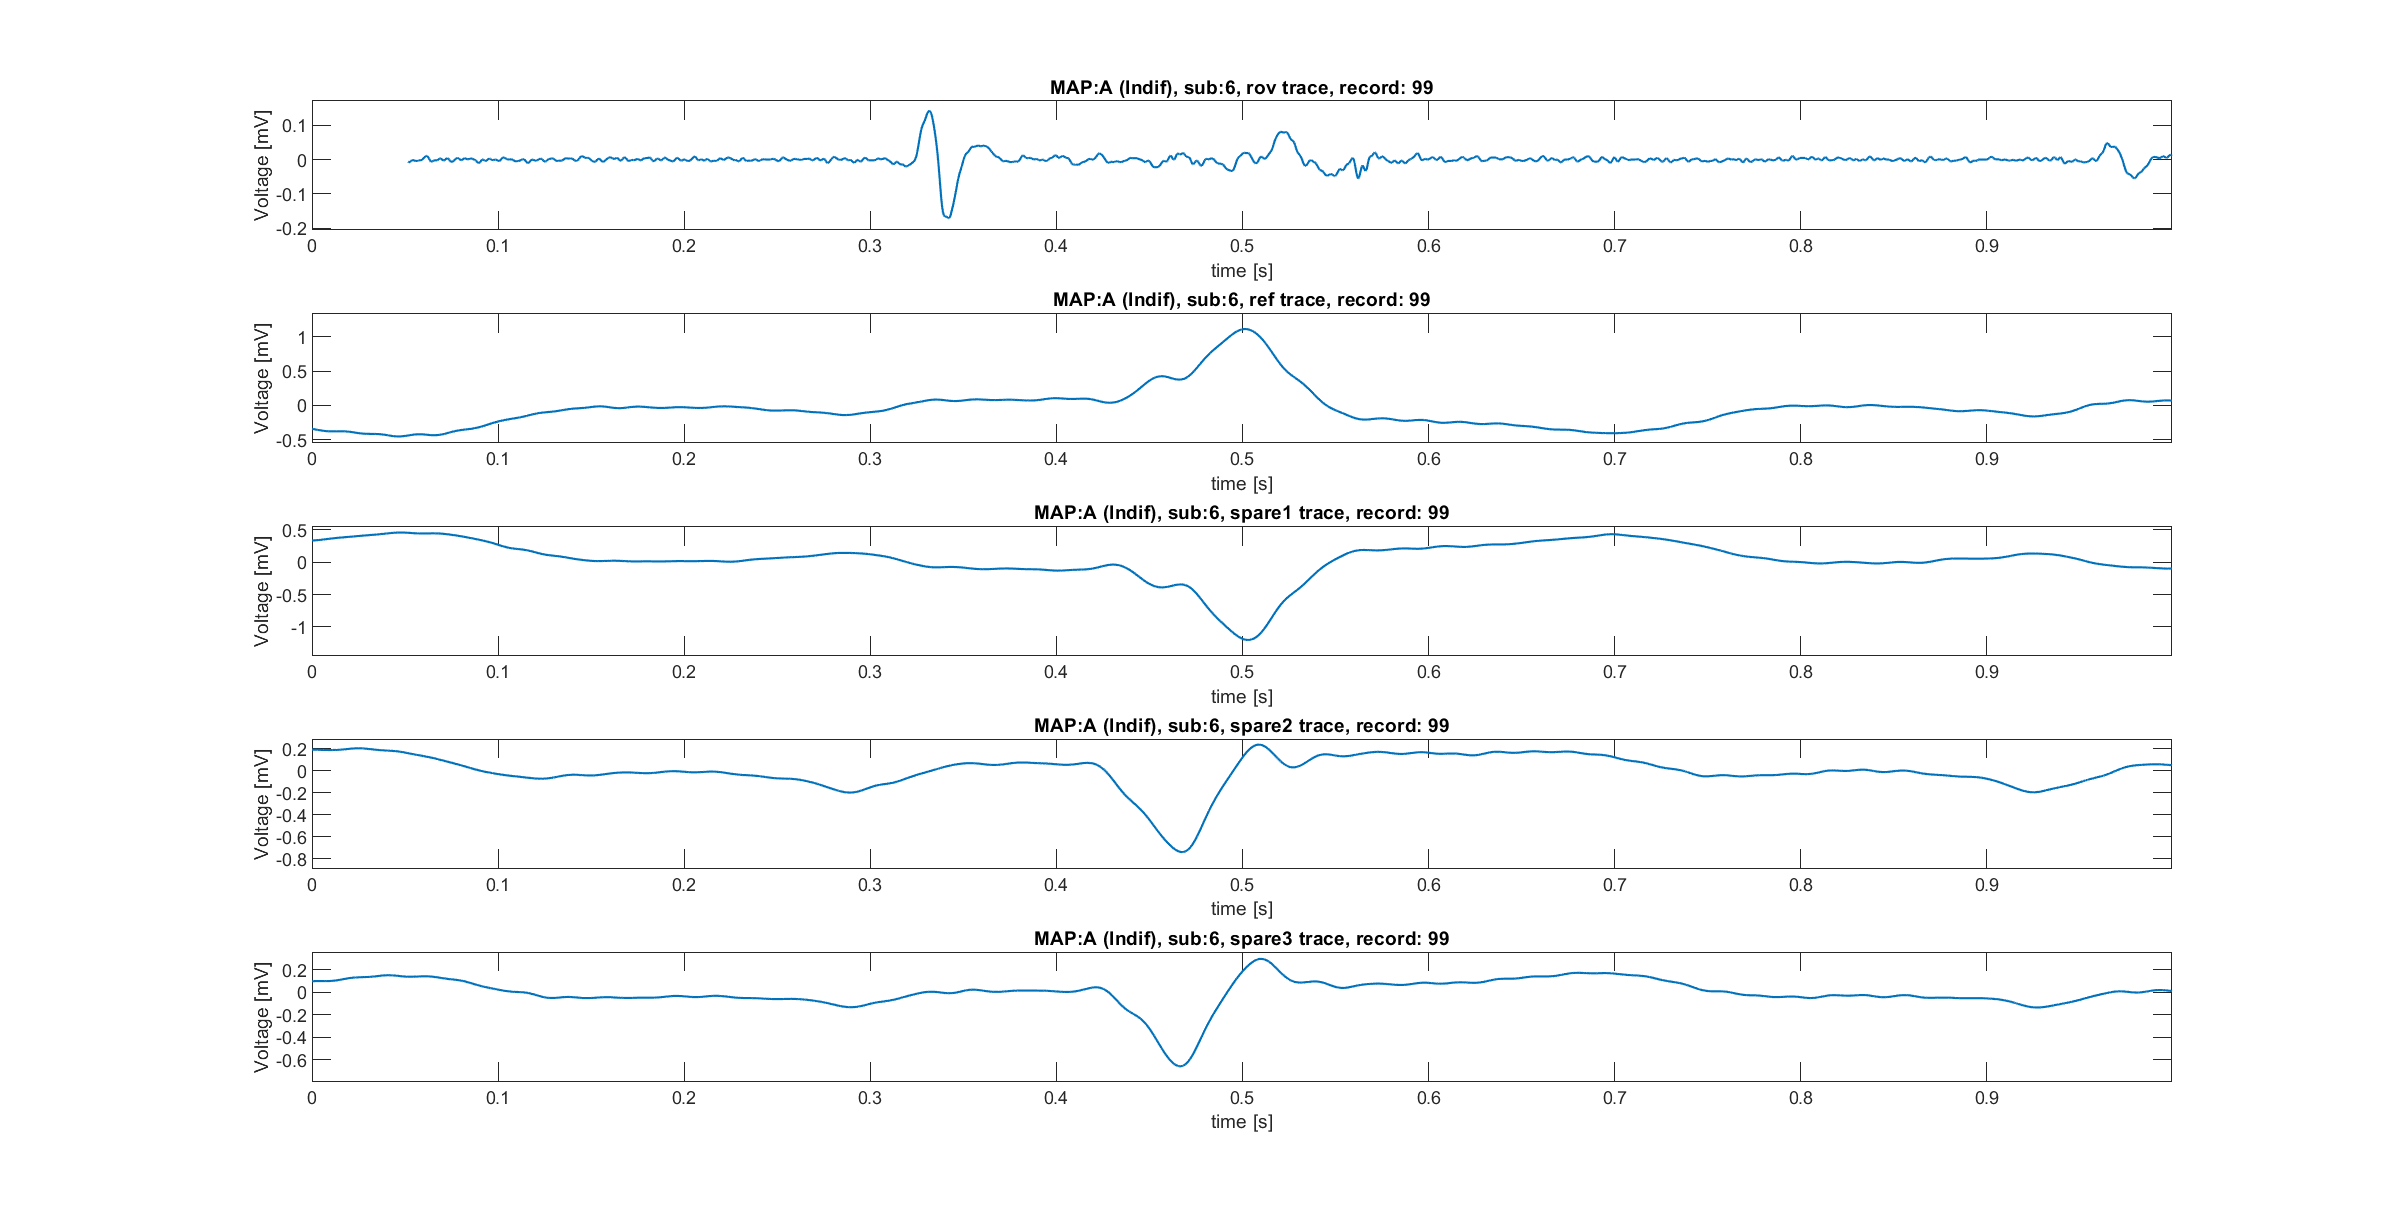 MAP:A (Indif), sub:6, rov trace, record: 99
Voltage [mV]
0.1
0
-0.1
-0.2
0 0.1 0.2 0.3 0.4 0.5 0.6 0.7 0.8 0.9
time [s]
MAP:A (Indif), sub:6, ref trace, record: 99
Voltage [mV]
1
0.5
0
-0.5
0 0.1 0.2 0.3 0.4 0.5 0.6 0.7 0.8 0.9
time [s]
MAP:A (Indif), sub:6, spare1 trace, record: 99
Voltage [mV]
0.5
0
-0.5
-1
0 0.1 0.2 0.3 0.4 0.5 0.6 0.7 0.8 0.9
time [s]
MAP:A (Indif), sub:6, spare2 trace, record: 99
Voltage [mV]
0.2
0
-0.2
-0.4
-0.6
-0.8
0 0.1 0.2 0.3 0.4 0.5 0.6 0.7 0.8 0.9
time [s]
MAP:A (Indif), sub:6, spare3 trace, record: 99
Voltage [mV]
0.2
0
-0.2
-0.4
-0.6
0 0.1 0.2 0.3 0.4 0.5 0.6 0.7 0.8 0.9
time [s]